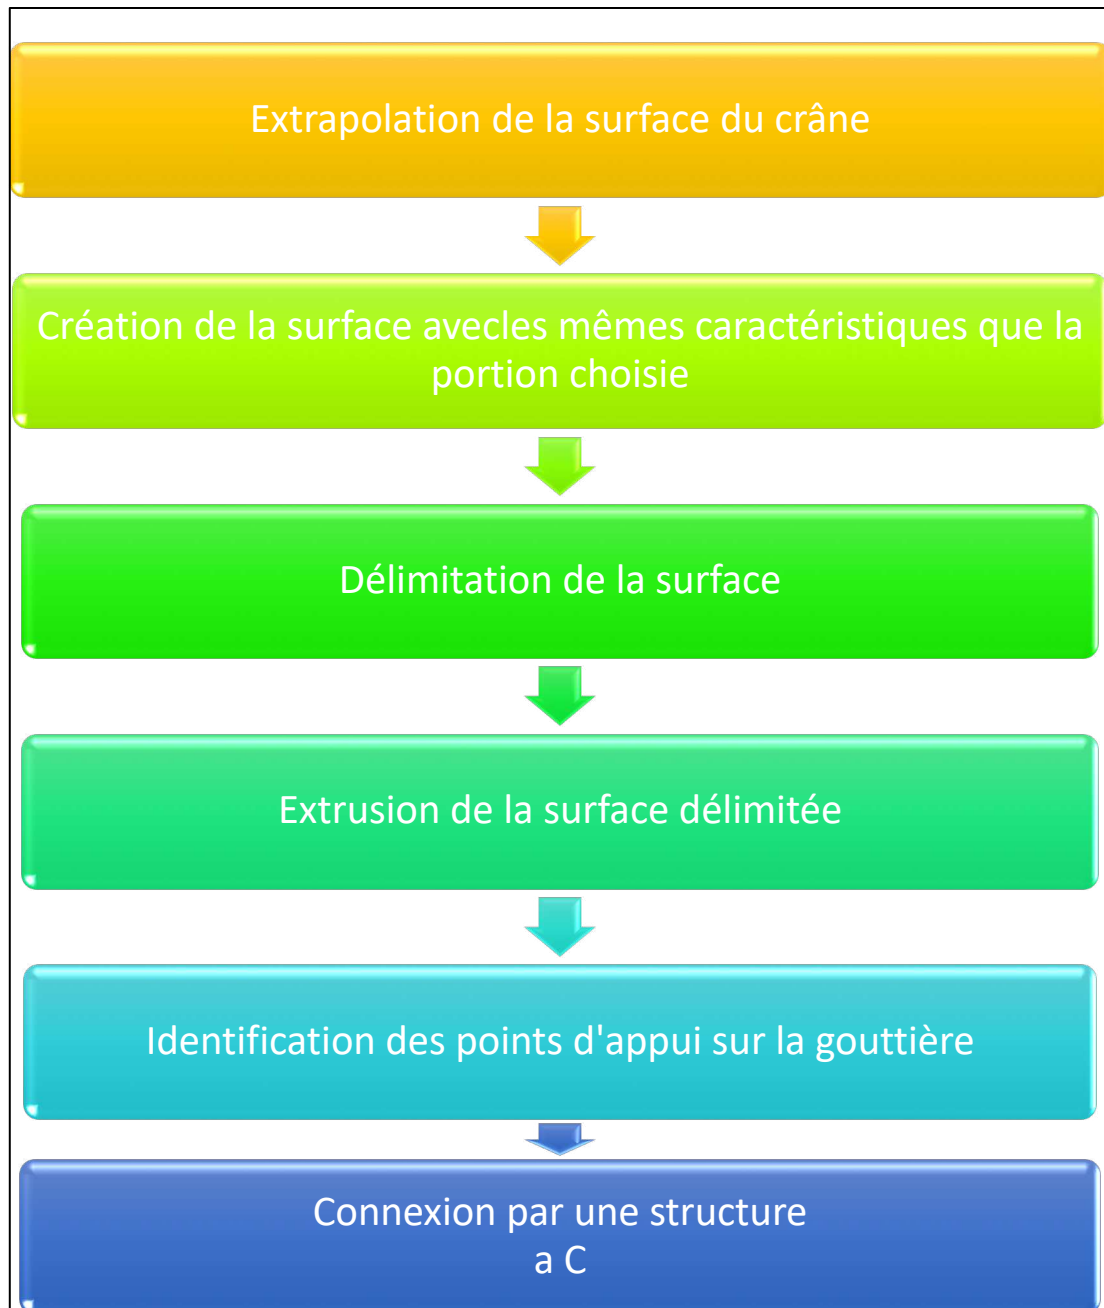 Extrapolation de la surface du crâne
Création de la surface avecles mêmes caractéristiques que la
portion choisie
Délimitation de la surface
Extrusion de la surface délimitée
Identification des points d'appui sur la gouttière
Connexion par une structure
a C